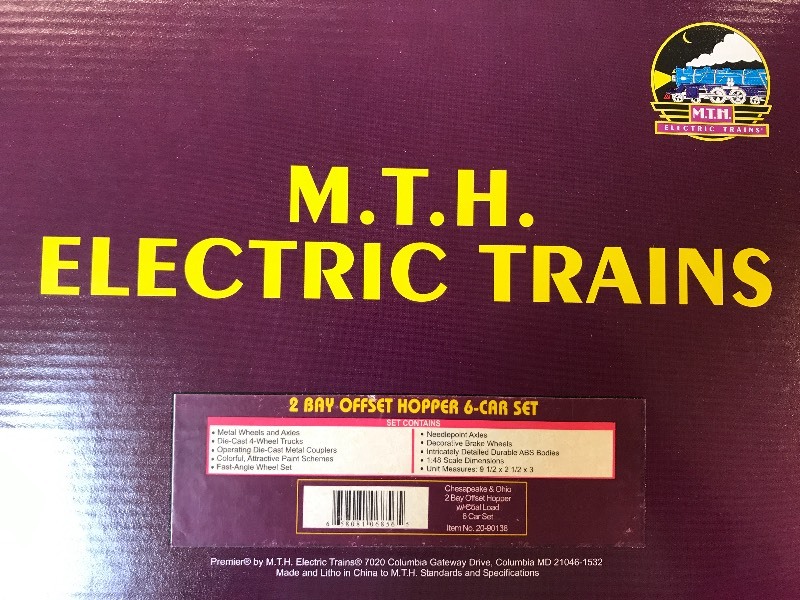 M.T.H.
ELECTRIC TRAINS
M.T.H.
ELECTRIC TRAINS
2 BAY OFFSET HOPPER 6-CAR SET
SET CONTAINS
• Metal Wheels and Axles
• Die-Cast 4-Wheel Trucks
• Operating Die-Cast Metal Couplers
• Colorful, Attractive Paint Schemes
• Fast-Angle Wheel Set
• Needlepoint Axles
• Decorative Brake Wheels
• Intricately Detailed Durable ABS Bodies
• 1:48 Scale Dimensions
• Unit Measures: 9 1/2 x 2 1/2 x 3
Chesapeake & Ohio
2 Bay Offset Hopper
w/Coal Load
6 Car Set
Item No. 20-90136
Premier® by M.T.H. Electric Trains® 7020 Columbia Gateway Drive, Columbia MD 21046-1532
Made and Litho in China to M.T.H. Standards and Specifications